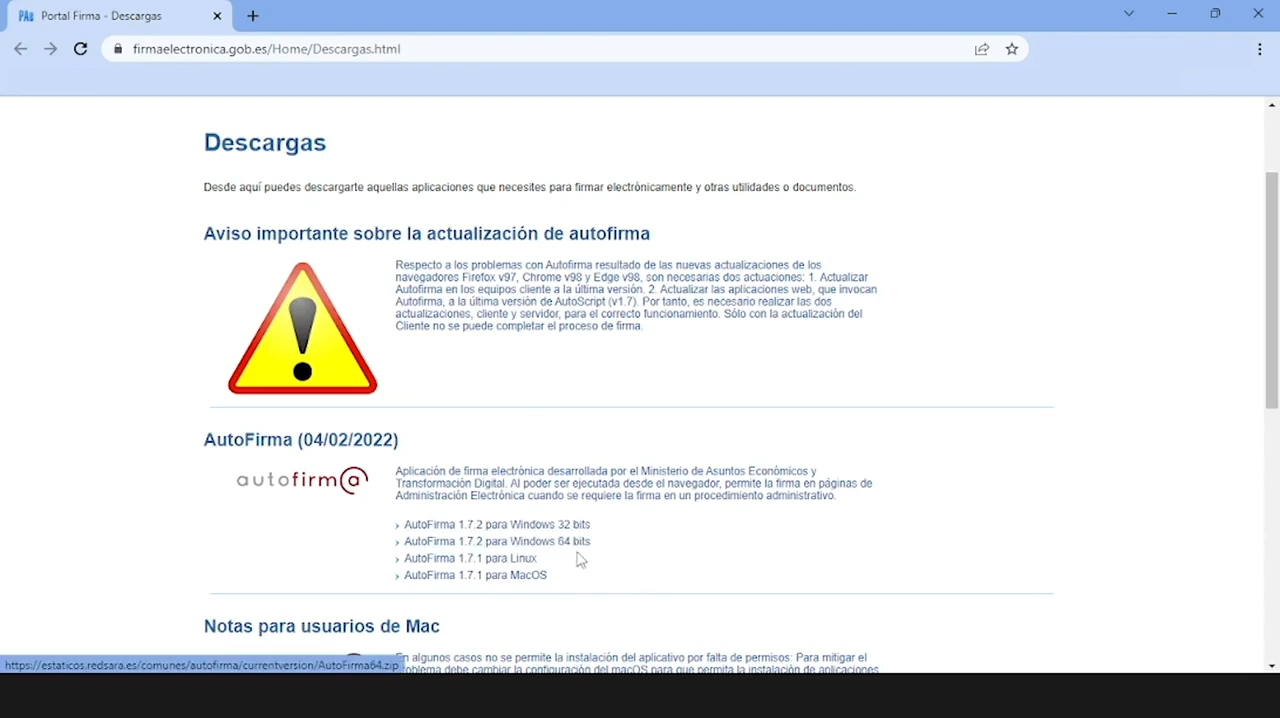 PAe Portal Firma - Descargas
firmaelectronica.gob.es/Home/Descargas.html
Descargas
Desde aquí puedes descargarte aquellas aplicaciones que necesites para firmar electrónicamente y otras utilidades o documentos.
Aviso importante sobre la actualización de autofirma
Respecto a los problemas con Autofirma resultado de las nuevas actualizaciones de los
navegadores Firefox v97, Chrome v98 y Edge v98, son necesarias dos actuaciones: 1. Actualizar
Autofirma en los equipos cliente a la última versión. 2. Actualizar las aplicaciones web, que invocan
Autofirma, a la última versión de AutoScript (v1.7). Por tanto, es necesario realizar las dos
actualizaciones, cliente y servidor, para el correcto funcionamiento. Sólo con la actualización del
Cliente no se puede completar el proceso de firma.
AutoFirma (04/02/2022)
autofirm@
Aplicación de firma electrónica desarrollada por el Ministerio de Asuntos Económicos y
Transformación Digital. Al poder ser ejecutada desde el navegador, permite la firma en páginas de
Administración Electrónica cuando se requiere la firma en un procedimiento administrativo.
› AutoFirma 1.7.2 para Windows 32 bits
› AutoFirma 1.7.2 para Windows 64 bits
› AutoFirma 1.7.1 para Linux
› AutoFirma 1.7.1 para MacOS
Notas para usuarios de Mac
En algunos casos no se permite la instalación del aplicativo por falta de permisos: Para mitigar el
problema debe cambiar la configuración del macOS para que permita la instalación de aplicaciones
https://estaticos.redsara.es/comunes/autofirma/currentversion/AutoFirma64.zip